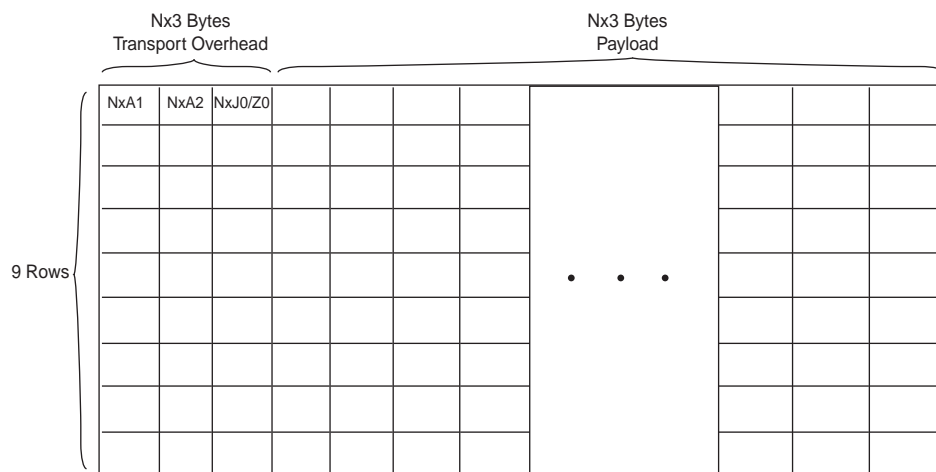 Nx3 Bytes
Transport Overhead
Nx3 Bytes
Payload
NxA1
NxA2
NxJ0/Z0
9 Rows